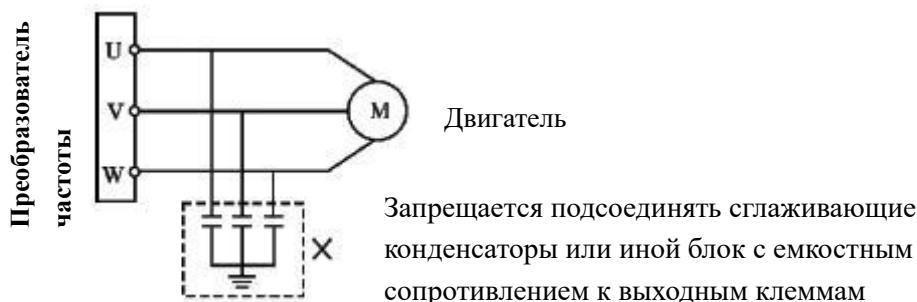 Преобразователь
частоты
U
V
W
M
Двигатель
X
Запрещается подсоединять сглаживающие
конденсаторы или иной блок с емкостным
сопротивлением к выходным клеммам